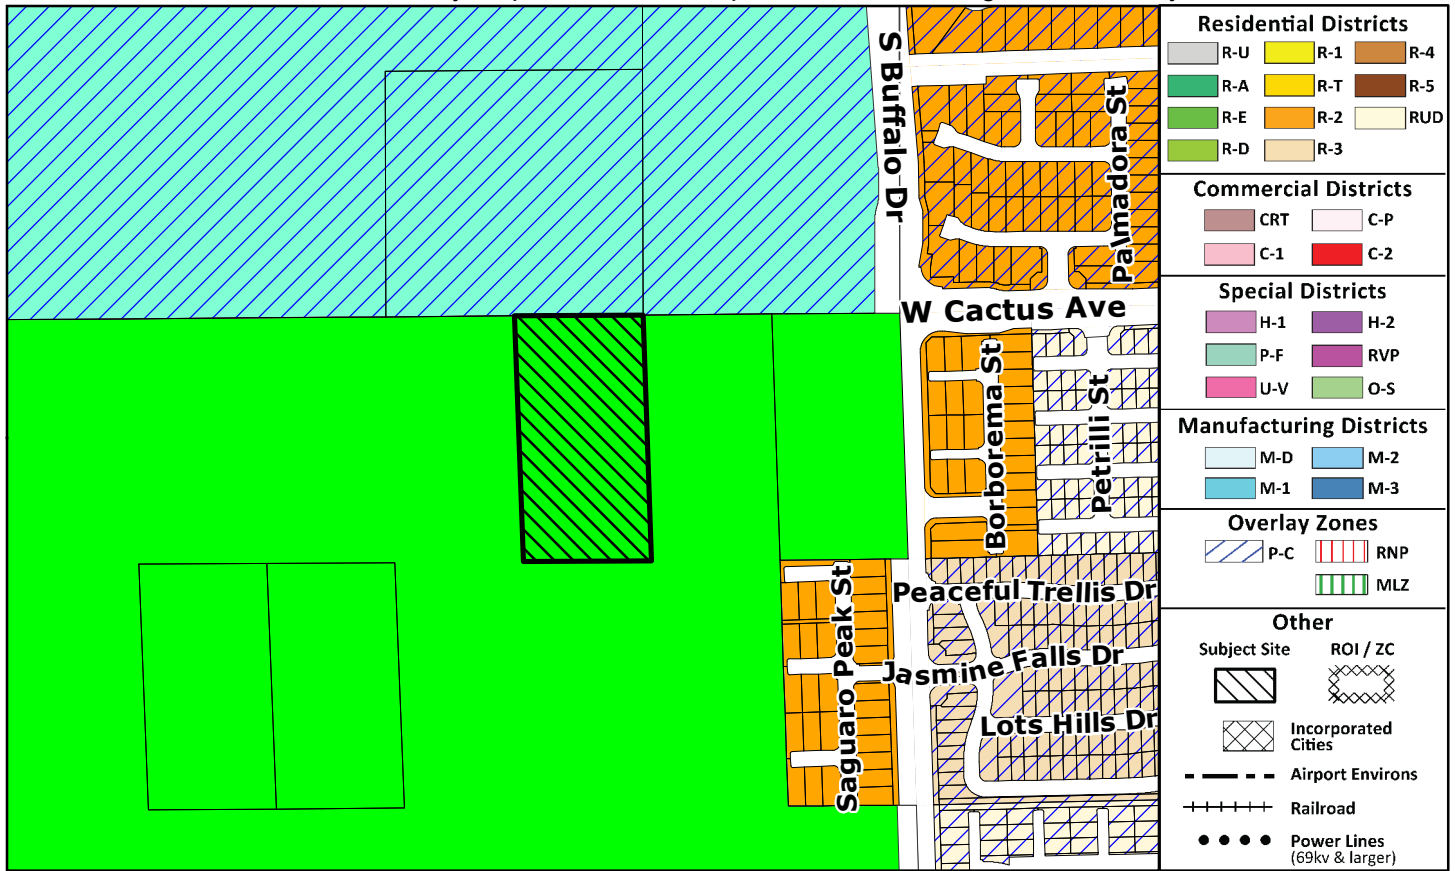 S Buffalo Dr
Palmadora St
W Cactus Ave
Borborema St
Petrilli St
Peaceful Trellis Dr
Saguaro Peak St
Jasmine Falls Dr
Lots Hills Dr
Residential Districts
R-U R-1 R-4
R-A R-T R-5
R-E R-2 RUD
R-D R-3
Commercial Districts
CRT C-P
C-1 C-2
Special Districts
H-1 H-2
P-F RVP
U-V O-S
Manufacturing Districts
M-D M-2
M-1 M-3
Overlay Zones
P-C RNP
MLZ
Other
Subject Site ROI / ZC
Incorporated
Cities
Airport Environs
Railroad
Power Lines
(69kv & larger)